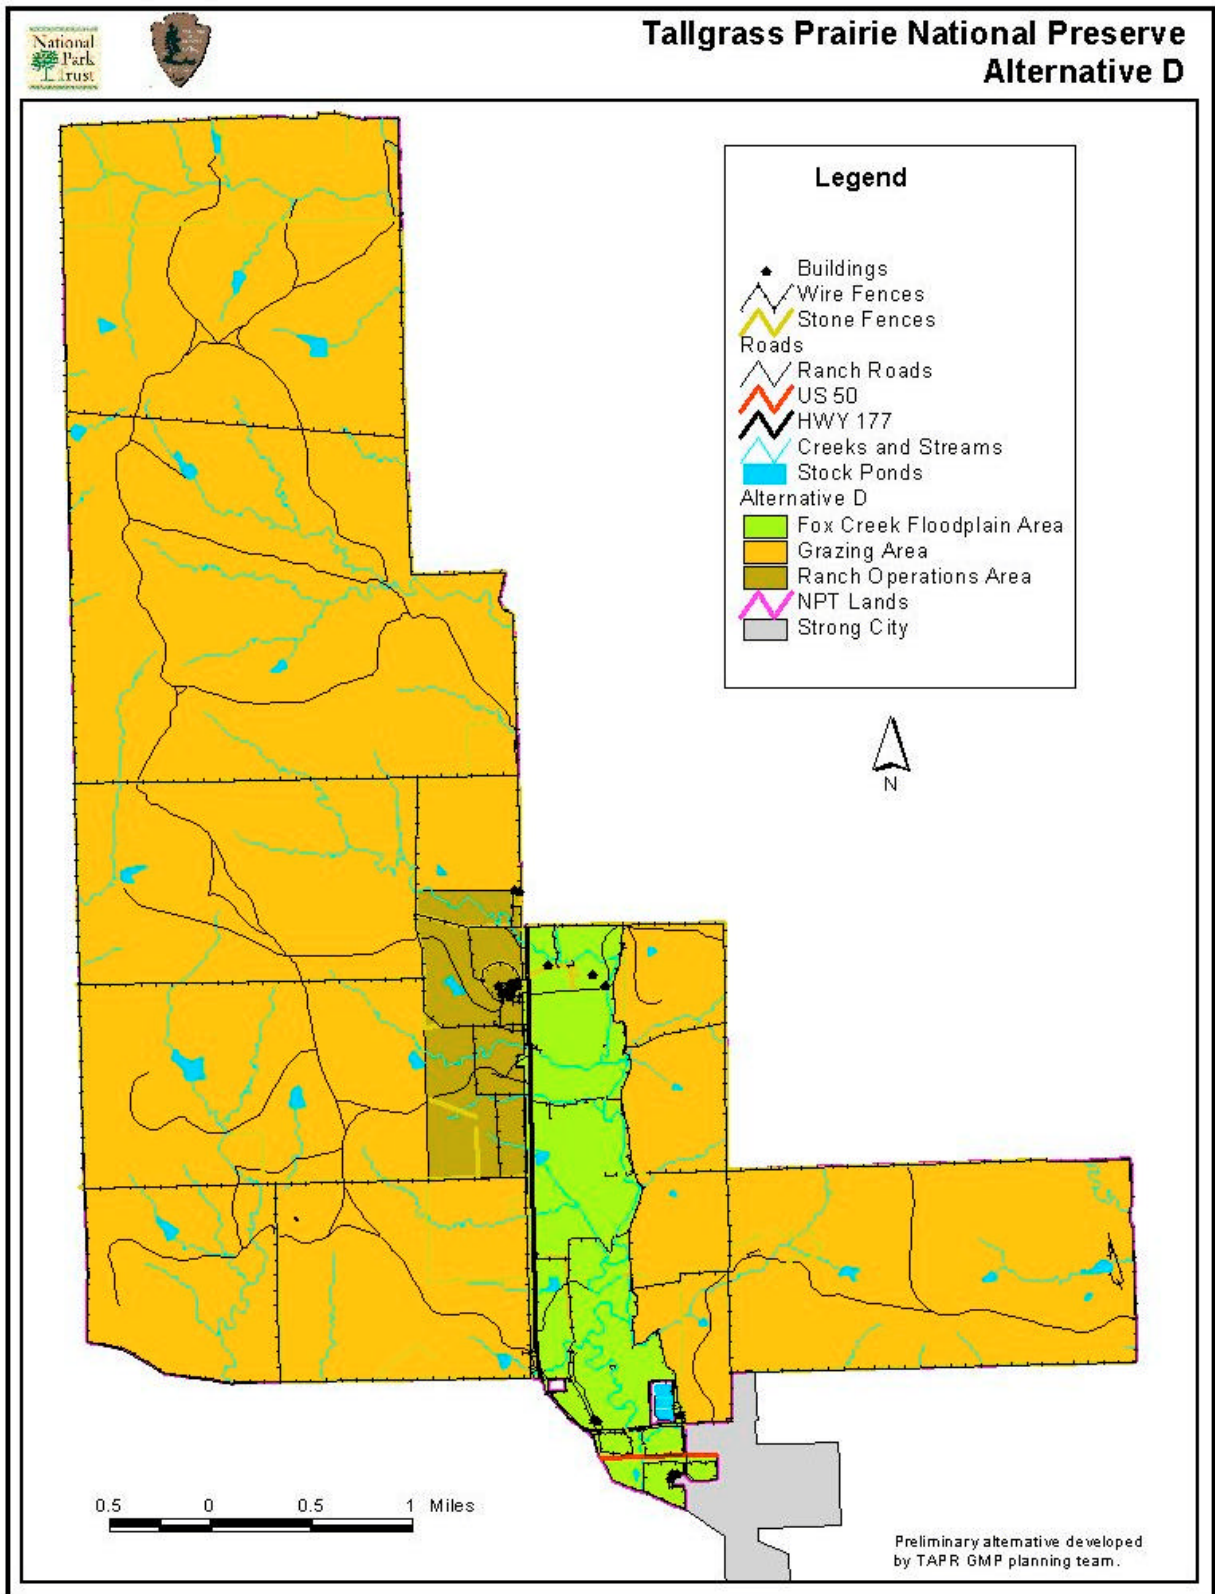 National
Park
Trust
Tallgrass Prairie National Preserve
Alternative D
Legend
Buildings
Wire Fences
Stone Fences
Roads
Ranch Roads
US 50
HWY 177
Creeks and Streams
Stock Ponds
Alternative D
Fox Creek Floodplain Area
Grazing Area
Ranch Operations Area
NPT Lands
Strong City
N
0.5 0 0.5 1 Miles
Preliminary alternative developed
by TAPR GMP planning team.